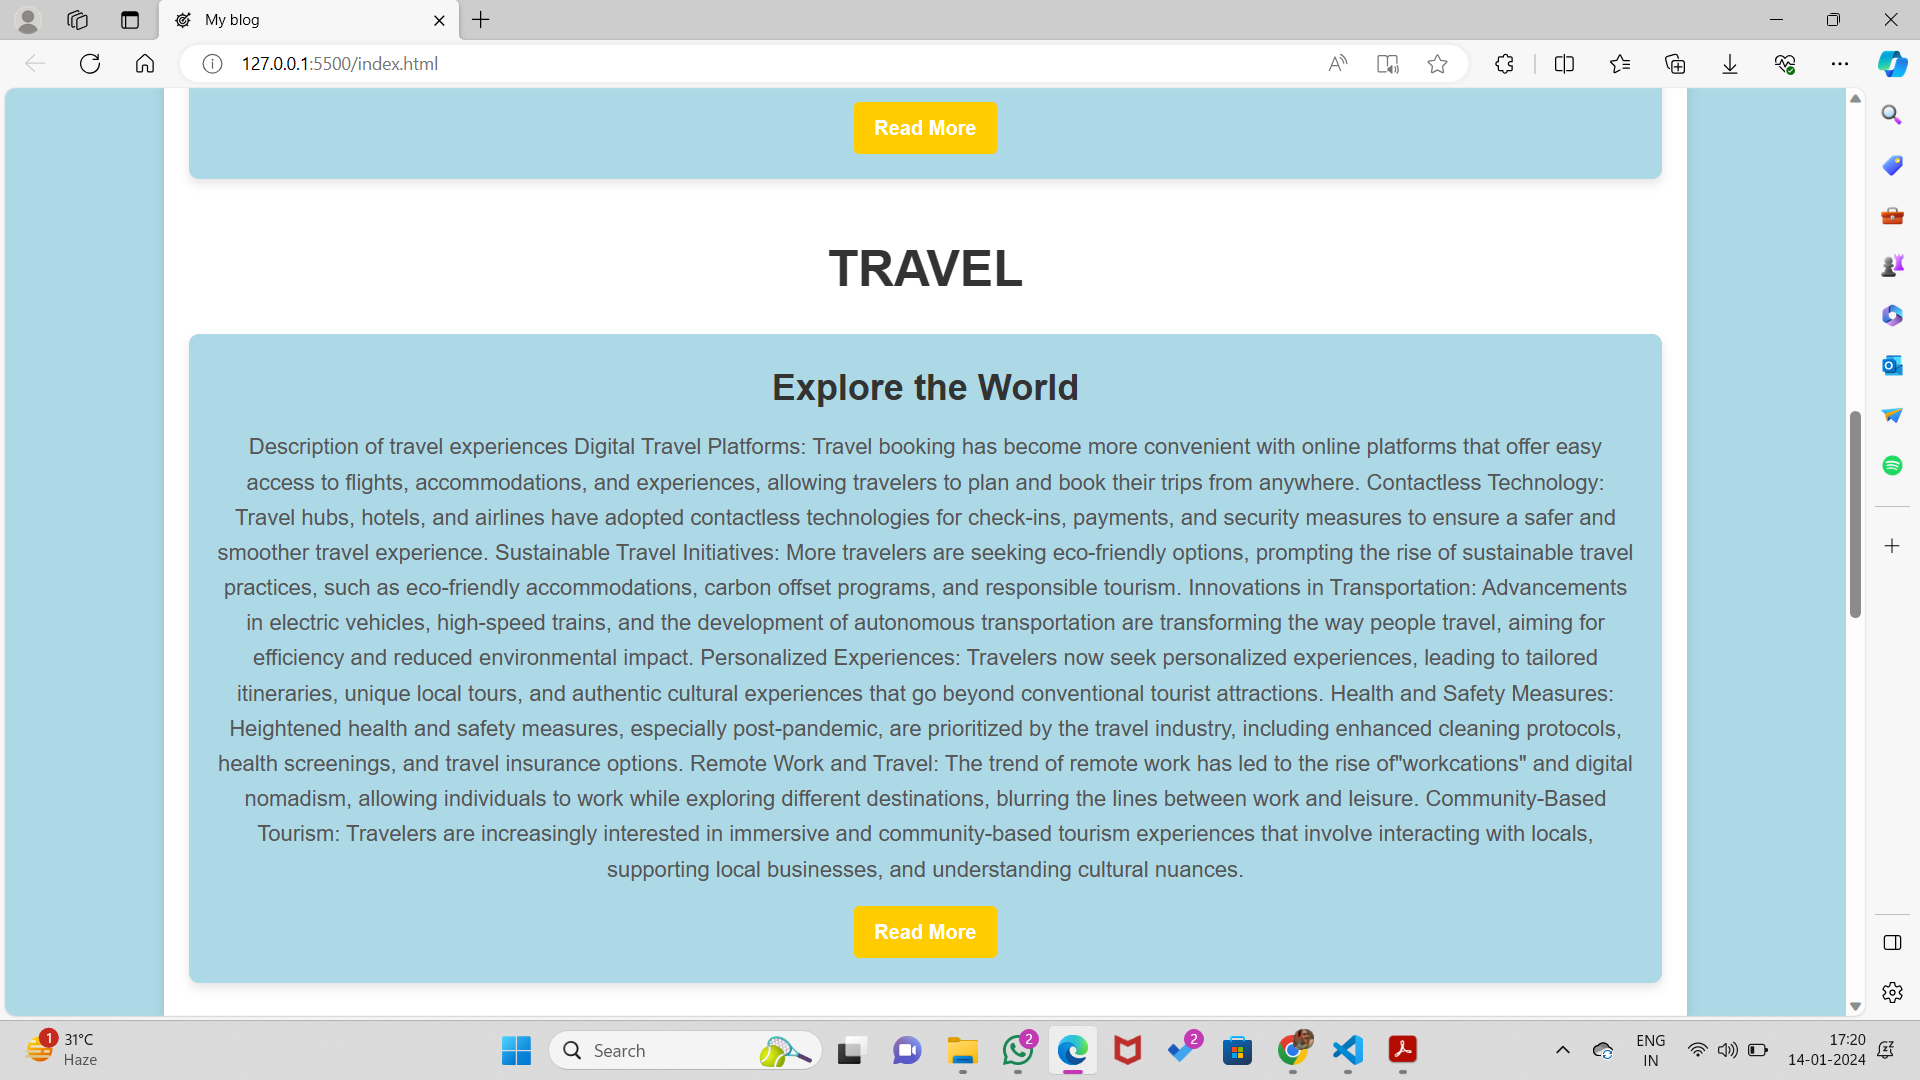 My blog
127.0.0.1:5500/index.html
Read More
TRAVEL
Explore the World
Description of travel experiences Digital Travel Platforms: Travel booking has become more convenient with online platforms that offer easy
access to flights, accommodations, and experiences, allowing travelers to plan and book their trips from anywhere. Contactless Technology:
Travel hubs, hotels, and airlines have adopted contactless technologies for check-ins, payments, and security measures to ensure a safer and
smoother travel experience. Sustainable Travel Initiatives: More travelers are seeking eco-friendly options, prompting the rise of sustainable travel
practices, such as eco-friendly accommodations, carbon offset programs, and responsible tourism. Innovations in Transportation: Advancements
in electric vehicles, high-speed trains, and the development of autonomous transportation are transforming the way people travel, aiming for
efficiency and reduced environmental impact. Personalized Experiences: Travelers now seek personalized experiences, leading to tailored
itineraries, unique local tours, and authentic cultural experiences that go beyond conventional tourist attractions. Health and Safety Measures:
Heightened health and safety measures, especially post-pandemic, are prioritized by the travel industry, including enhanced cleaning protocols,
health screenings, and travel insurance options. Remote Work and Travel: The trend of remote work has led to the rise of"workcations" and digital
nomadism, allowing individuals to work while exploring different destinations, blurring the lines between work and leisure. Community-Based
Tourism: Travelers are increasingly interested in immersive and community-based tourism experiences that involve interacting with locals,
supporting local businesses, and understanding cultural nuances.
Read More
1
31°C
Haze
Search
2
2
ENG
IN
17:20
14-01-2024